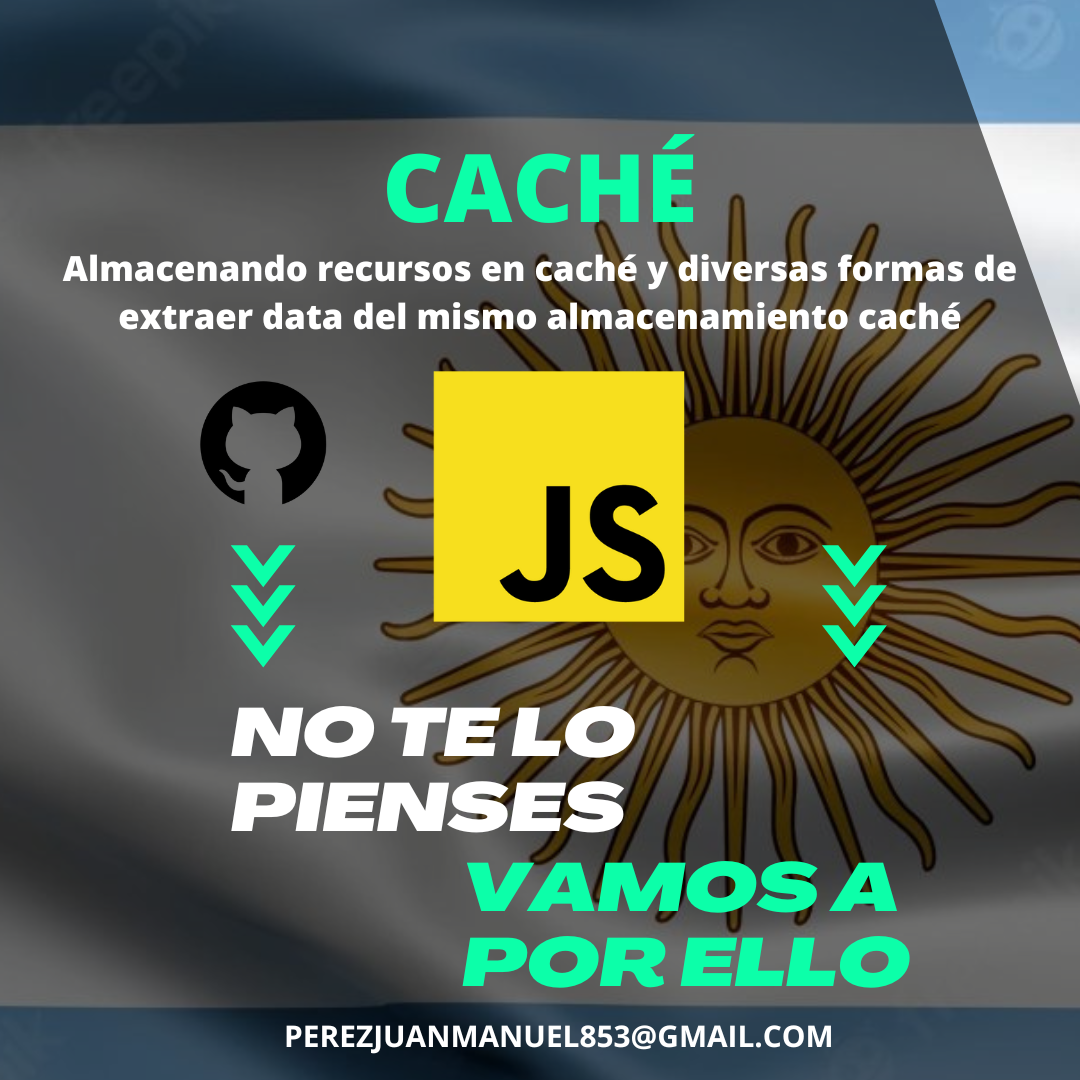 freepik
CACHÉ
Almacenando recursos en caché y diversas formas de
extraer data del mismo almacenamiento caché
JS
NO TE LO
PIENSES
VAMOS A
POR ELLO
PEREZJUANMANUEL853@GMAIL.COM